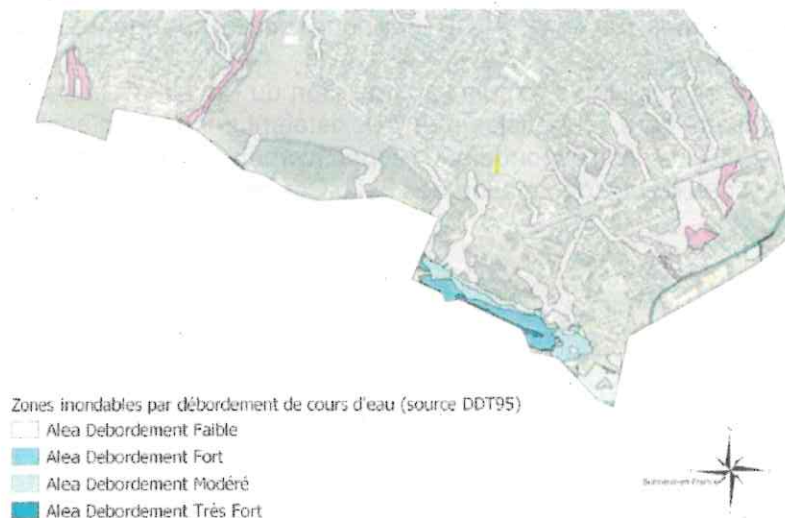 Zones inondables par débordement de cours d'eau (source DDT95)
Alea Debordement Faible
Alea Debordement Fort
Alea Debordement Modéré
Alea Debordement Très Fort